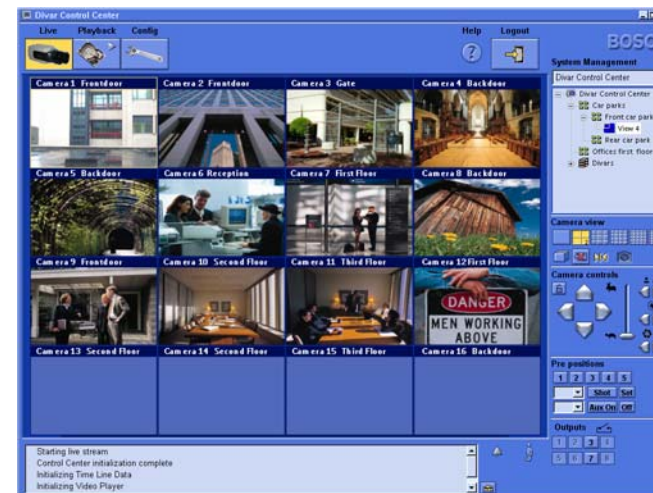 Divar Control Center
Live Playback Config Help Logout
BOSC
System Management
Divar Control Center
Divar Control Center
Car parks
Front car park
View 4
Rear car park
Offices first floor
Divars
Camera 1 Frontdoor
Camera 2 Frontdoor
Camera 3 Gate
Camera 4 Backdoor
Camera 5 Backdoor
Camera 6 Reception
Camera 7 First Floor
Camera 8 Backdoor
Camera 9 Frontdoor
Camera 10 Second Floor
Camera 11 Third Floor
Camera 12 First Floor
DANGER
MEN WORKING
ABOVE
Camera 13 Second Floor
Camera 14 Second Floor
Camera 15 Third Floor
Camera 16 Backdoor
Camera view
Camera controls
Pre positions
1 2 3 4 5
Shot Set
Aux On Off
Outputs
1 2 3 4
5 6 7 8
Starting live stream
Control Center initialization complete
Initializing Time Line Data
Initializing Video Player